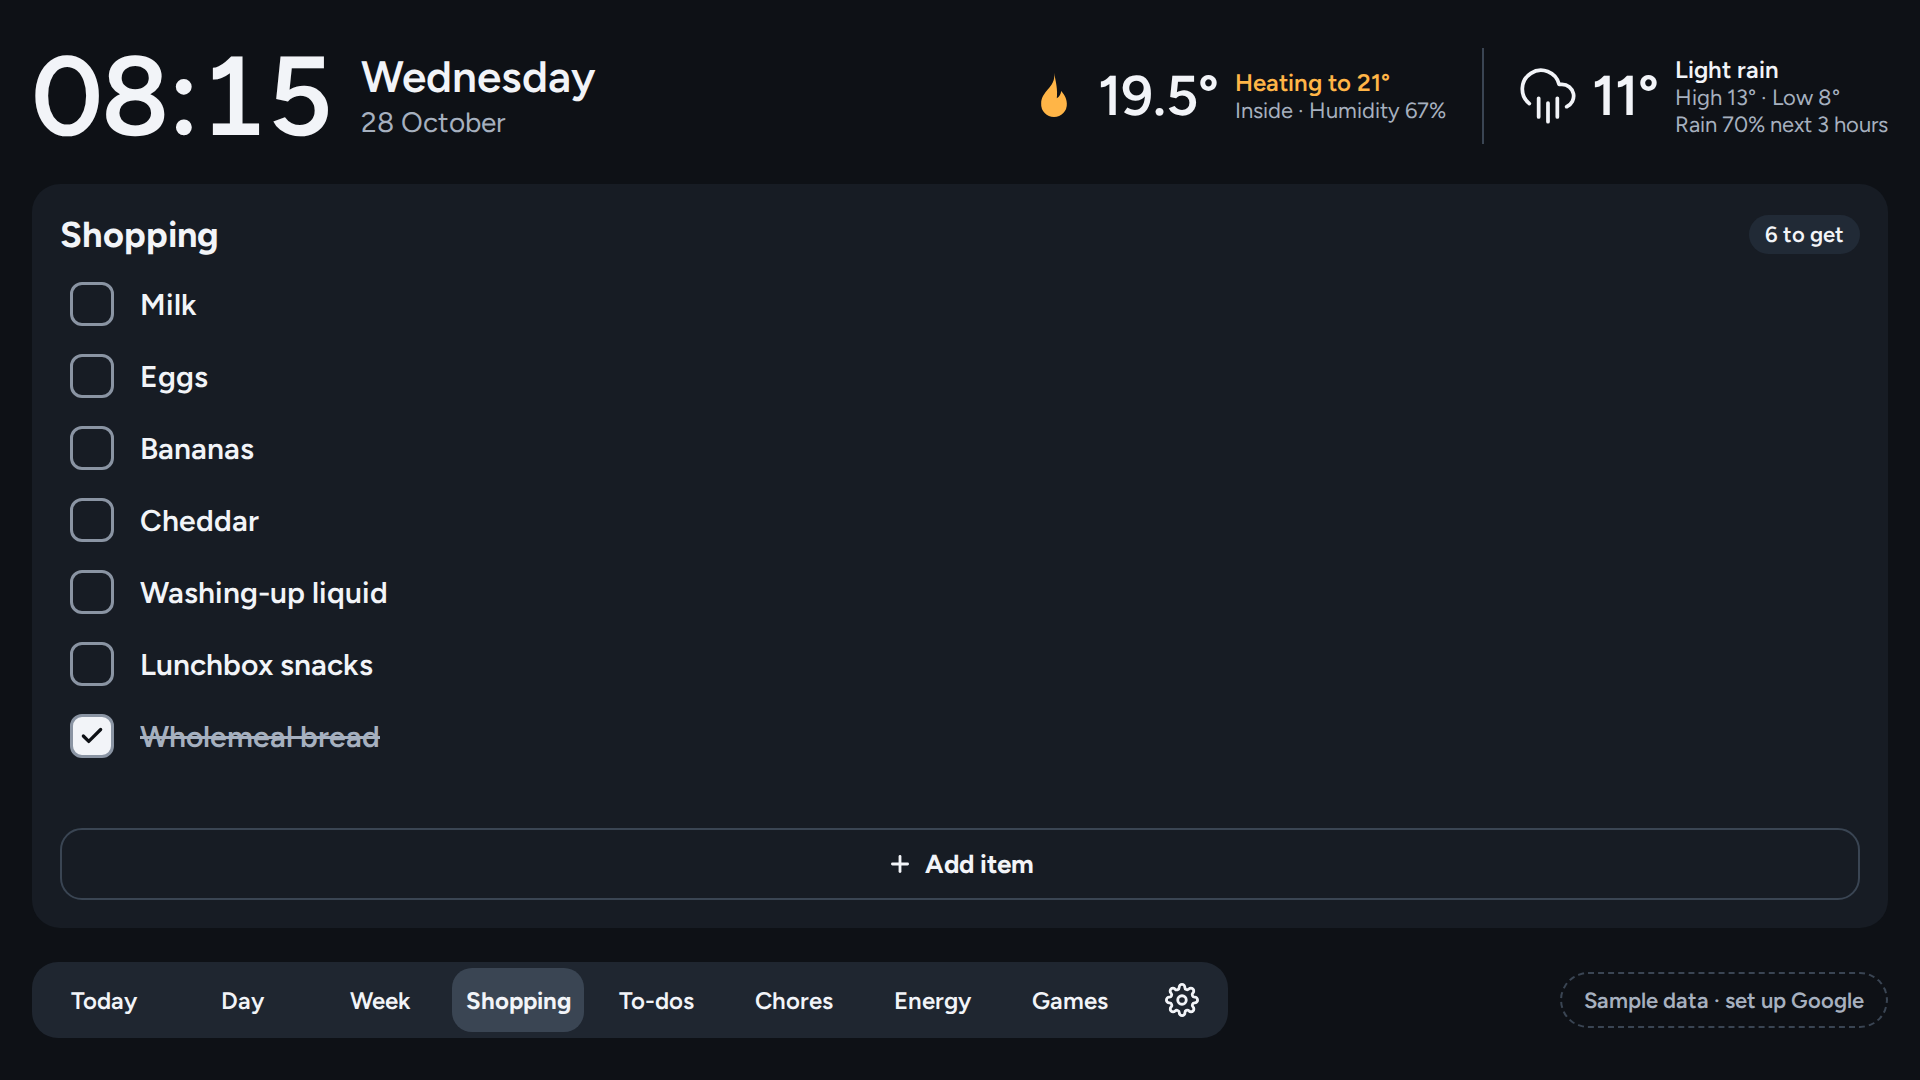 08:15
Wednesday
28 October
19.5°
Heating to 21°
Inside · Humidity 67%
11°
Light rain
High 13° · Low 8°
Rain 70% next 3 hours
Shopping
6 to get
Milk
Eggs
Bananas
Cheddar
Washing-up liquid
Lunchbox snacks
Wholemeal bread
+ Add item
Today
Day
Week
Shopping
To-dos
Chores
Energy
Games
Sample data · set up Google